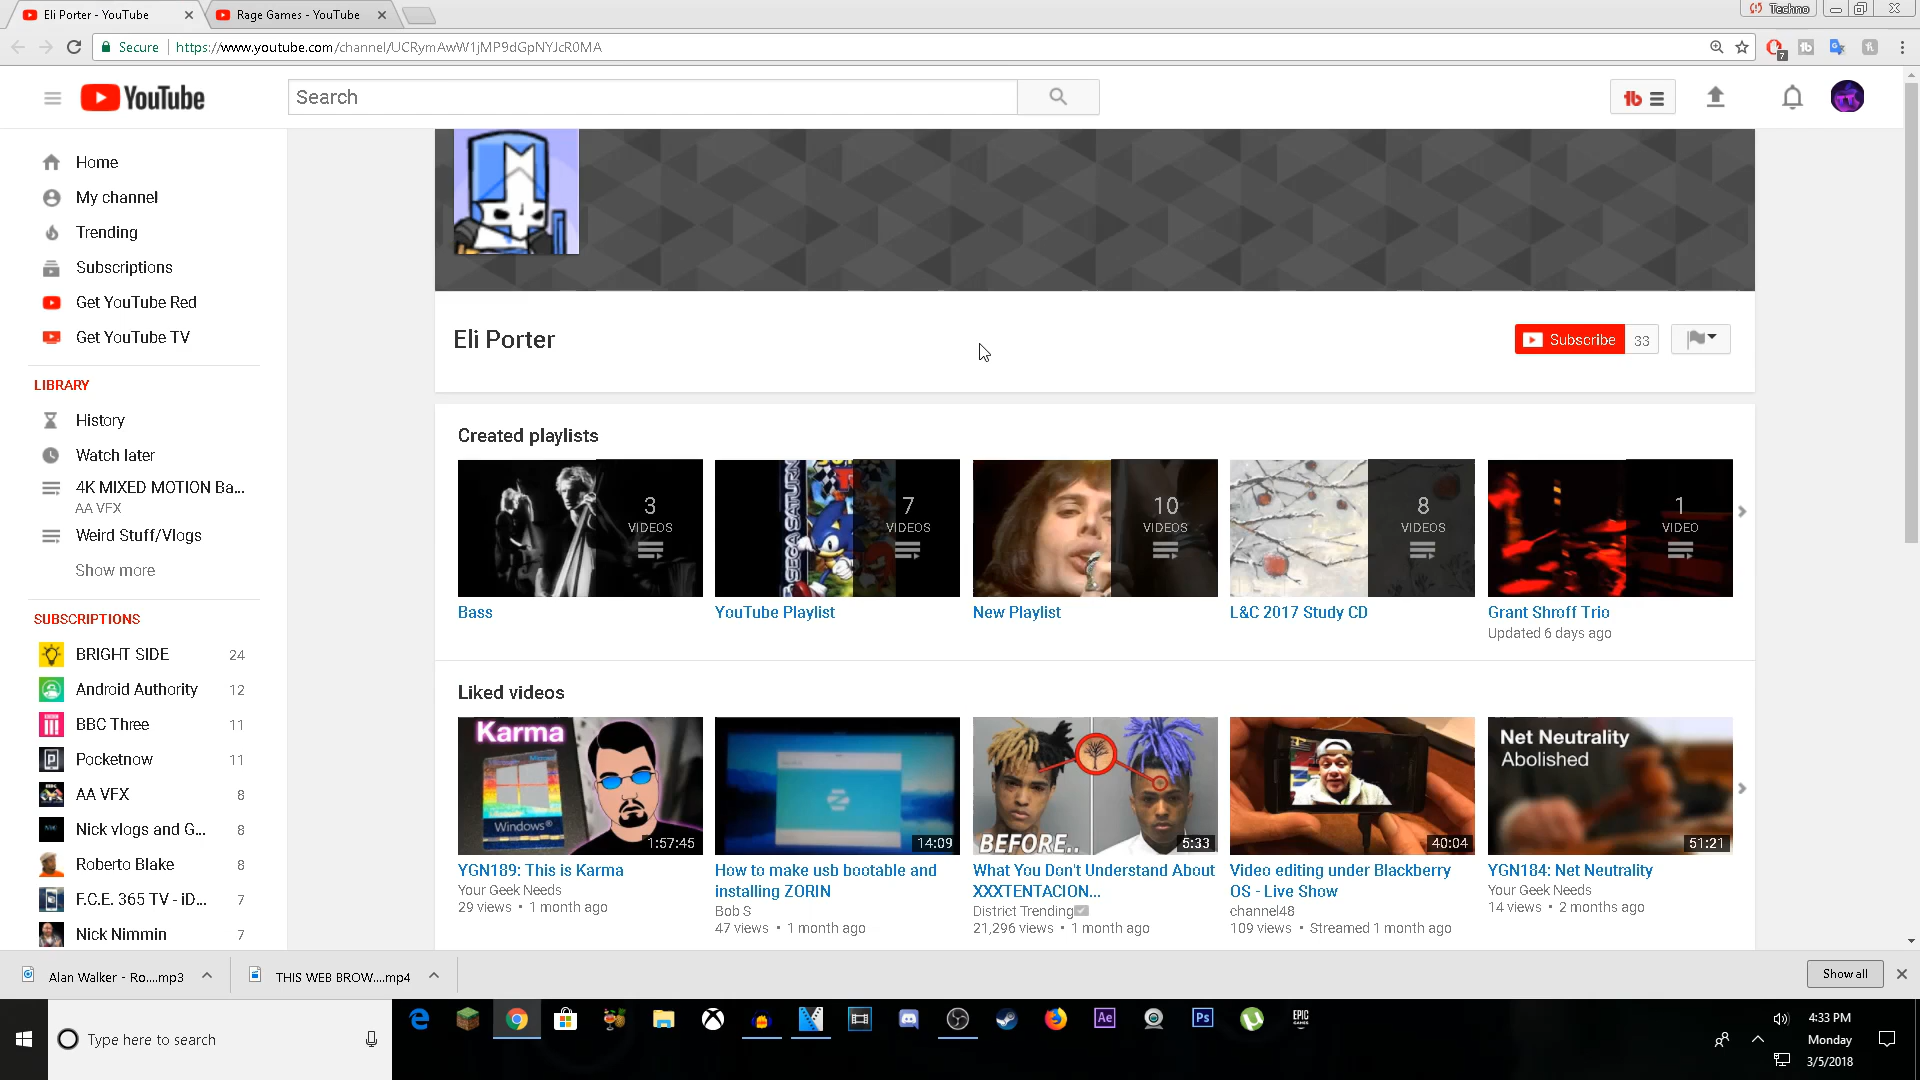 Eli Porter - YouTube
Rage Games - YouTube
Techno
Secure
https://www.youtube.com/channel/UCRymAwW1jMP9dGpNYJcR0MA
7
YouTube
Search
Home
My channel
Trending
Subscriptions
Get YouTube Red
Get YouTube TV
LIBRARY
History
Watch later
4K MIXED MOTION Ba...
AA VFX
Weird Stuff/Vlogs
Show more
SUBSCRIPTIONS
BRIGHT SIDE 24
Android Authority 12
BBC Three 11
Pocketnow 11
AA VFX 8
Nick vlogs and G... 8
Roberto Blake 8
F.C.E. 365 TV - iD... 7
Nick Nimmin 7
Eli Porter
Subscribe 33
Created playlists
3
VIDEOS
Bass
SEGA SATURN
7
VIDEOS
YouTube Playlist
10
VIDEOS
New Playlist
8
VIDEOS
L&C 2017 Study CD
1
VIDEO
Grant Shroff Trio
Updated 6 days ago
Liked videos
Karma
Windows
1:57:45
YGN189: This is Karma
Your Geek Needs
29 views • 1 month ago
14:09
How to make usb bootable and
installing ZORIN
Bob S
47 views • 1 month ago
BEFORE..
5:33
What You Don't Understand About
XXXTENTACION...
District Trending
21,296 views • 1 month ago
40:04
Video editing under Blackberry
OS - Live Show
channel48
109 views • Streamed 1 month ago
Net Neutrality
Abolished
51:21
YGN184: Net Neutrality
Your Geek Needs
14 views • 2 months ago
Alan Walker - Ro....mp3
THIS WEB BROW....mp4
Show all
Type here to search
Ae
Ps
EPIC
GAMES
4:33 PM
Monday
3/5/2018